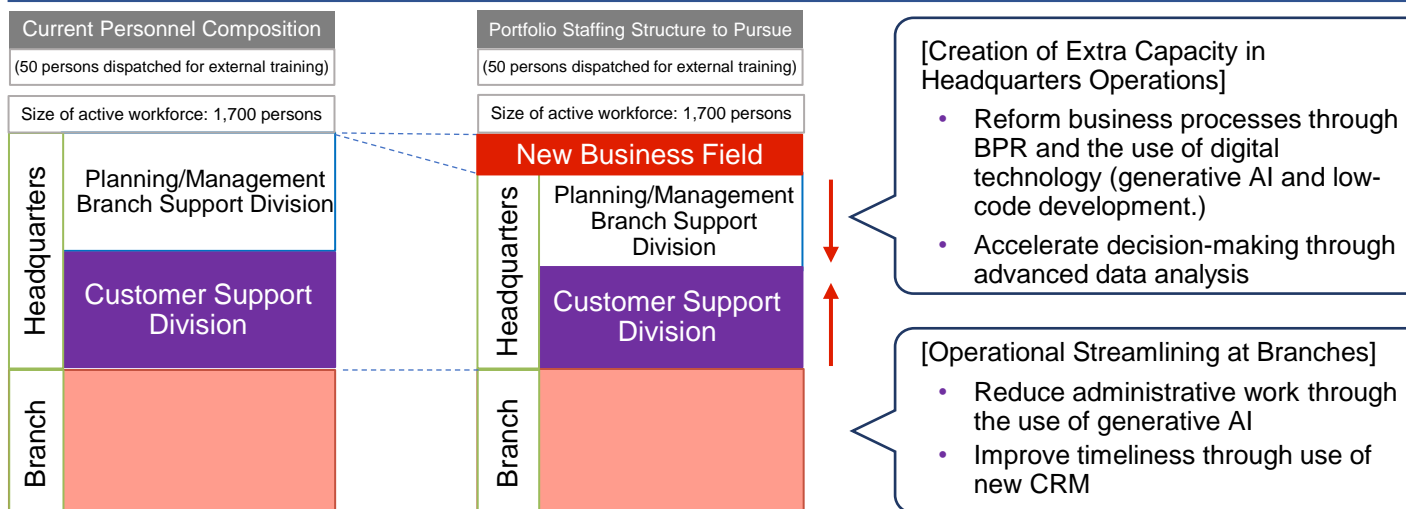 Current Personnel Composition
(50 persons dispatched for external training)
Size of active workforce: 1,700 persons
Headquarters
Planning/Management
Branch Support Division
Customer Support
Division
Branch
Portfolio Staffing Structure to Pursue
(50 persons dispatched for external training)
Size of active workforce: 1,700 persons
New Business Field
Headquarters
Planning/Management
Branch Support
Division
Customer Support
Division
Branch
[Creation of Extra Capacity in
Headquarters Operations]
• Reform business processes through
BPR and the use of digital
technology (generative AI and low-
code development.)
• Accelerate decision-making through
advanced data analysis
[Operational Streamlining at Branches]
• Reduce administrative work through
the use of generative AI
• Improve timeliness through use of
new CRM